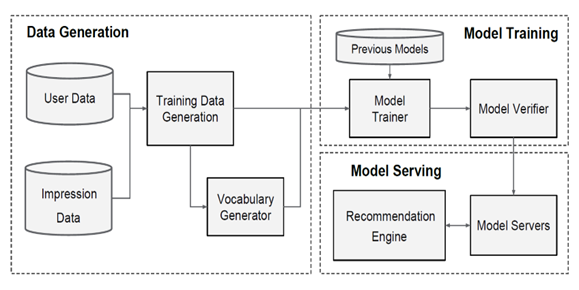 Data Generation
User Data
Impression
Data
Training Data
Generation
Vocabulary
Generator
Model Training
Previous Models
Model
Trainer
Model Verifier
Model Serving
Recommendation
Engine
Model Servers